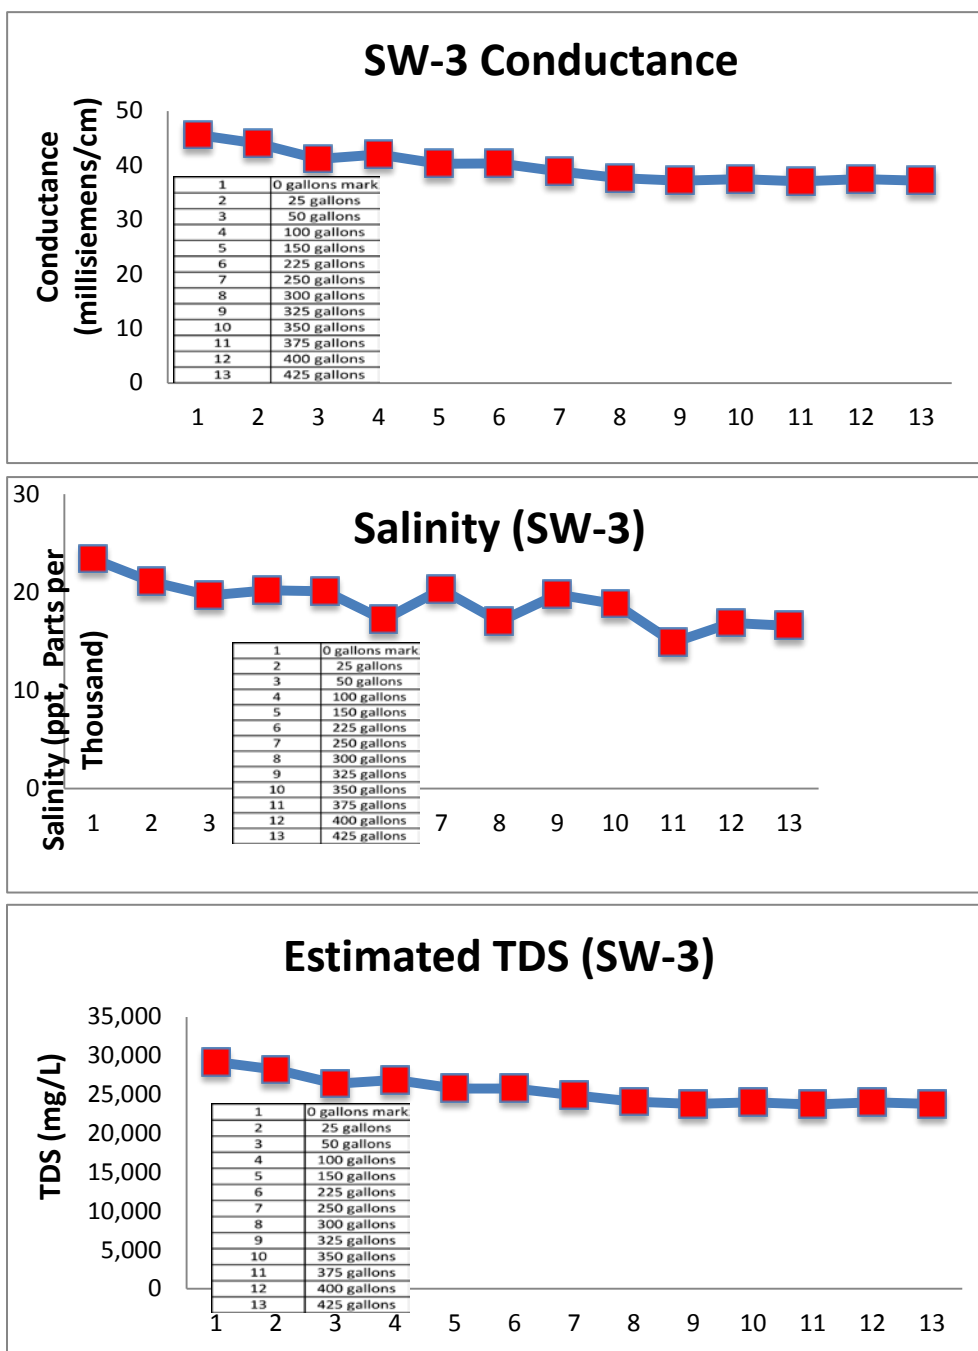 SW-3 Conductance
Conductance
(millisiemens/cm)
50
40
30
20
10
0
1 0 gallons mark
2 25 gallons
3 50 gallons
4 100 gallons
5 150 gallons
6 225 gallons
7 250 gallons
8 300 gallons
9 325 gallons
10 350 gallons
11 375 gallons
12 400 gallons
13 425 gallons
1 2 3 4 5 6 7 8 9 10 11 12 13
Salinity (SW-3)
Salinity (ppt, Parts per
Thousand)
30
20
10
0
1 0 gallons mark
2 25 gallons
3 50 gallons
4 100 gallons
5 150 gallons
6 225 gallons
7 250 gallons
8 300 gallons
9 325 gallons
10 350 gallons
11 375 gallons
12 400 gallons
13 425 gallons
1 2 3 7 8 9 10 11 12 13
Estimated TDS (SW-3)
TDS (mg/L)
35,000
30,000
25,000
20,000
15,000
10,000
5,000
0
1 0 gallons mark
2 25 gallons
3 50 gallons
4 100 gallons
5 150 gallons
6 225 gallons
7 250 gallons
8 300 gallons
9 325 gallons
10 350 gallons
11 375 gallons
12 400 gallons
13 425 gallons
1 2 3 4 5 6 7 8 9 10 11 12 13